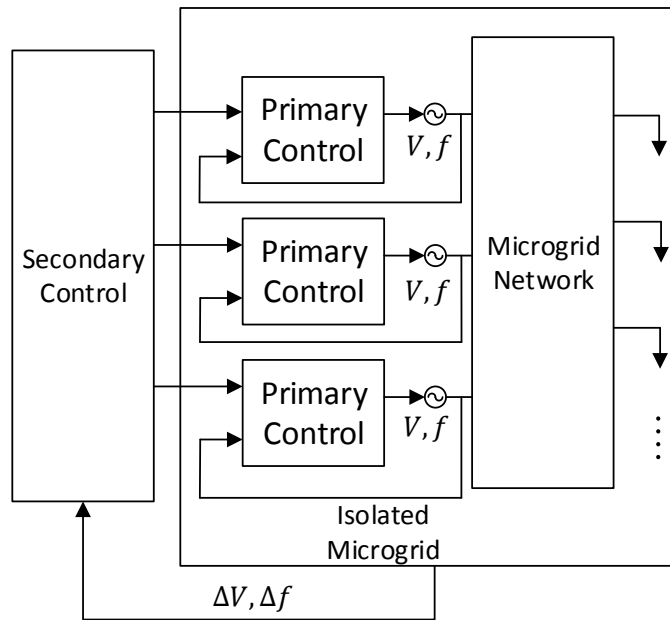 Primary
Control
V, f
Primary
Control
V, f
Secondary
Control
Microgrid
Network
Primary
Control
V, f
Isolated
Microgrid
ΔV, Δf